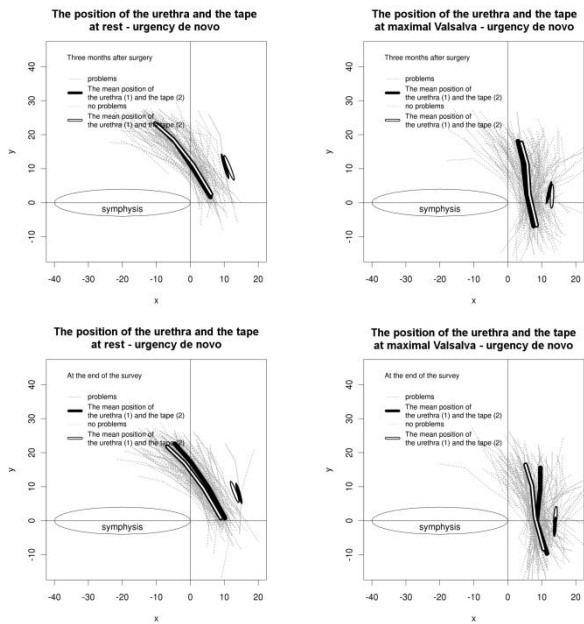 The position of the urethra and the tape
at rest - urgency de novo
Three months after surgery
problems
The mean position of
the urethra (1) and the tape (2)
no problems
The mean position of
the urethra (1) and the tape (2)
symphysis
y
-10 0 10 20 30 40
-40 -30 -20 -10 0 10 20
x
The position of the urethra and the tape
at maximal Valsalva - urgency de novo
Three months after surgery
problems
The mean position of
the urethra (1) and the tape (2)
no problems
The mean position of
the urethra (1) and the tape (2)
symphysis
y
-10 0 10 20 30 40
-40 -30 -20 -10 0 10 20
x
The position of the urethra and the tape
at rest - urgency de novo
At the end of the survey
problems
The mean position of
the urethra (1) and the tape (2)
no problems
The mean position of
the urethra (1) and the tape (2)
symphysis
y
-10 0 10 20 30 40
-40 -30 -20 -10 0 10 20
x
The position of the urethra and the tape
at maximal Valsalva - urgency de novo
At the end of the survey
problems
The mean position of
the urethra (1) and the tape (2)
no problems
The mean position of
the urethra (1) and the tape (2)
symphysis
y
-10 0 10 20 30 40
-40 -30 -20 -10 0 10 20
x